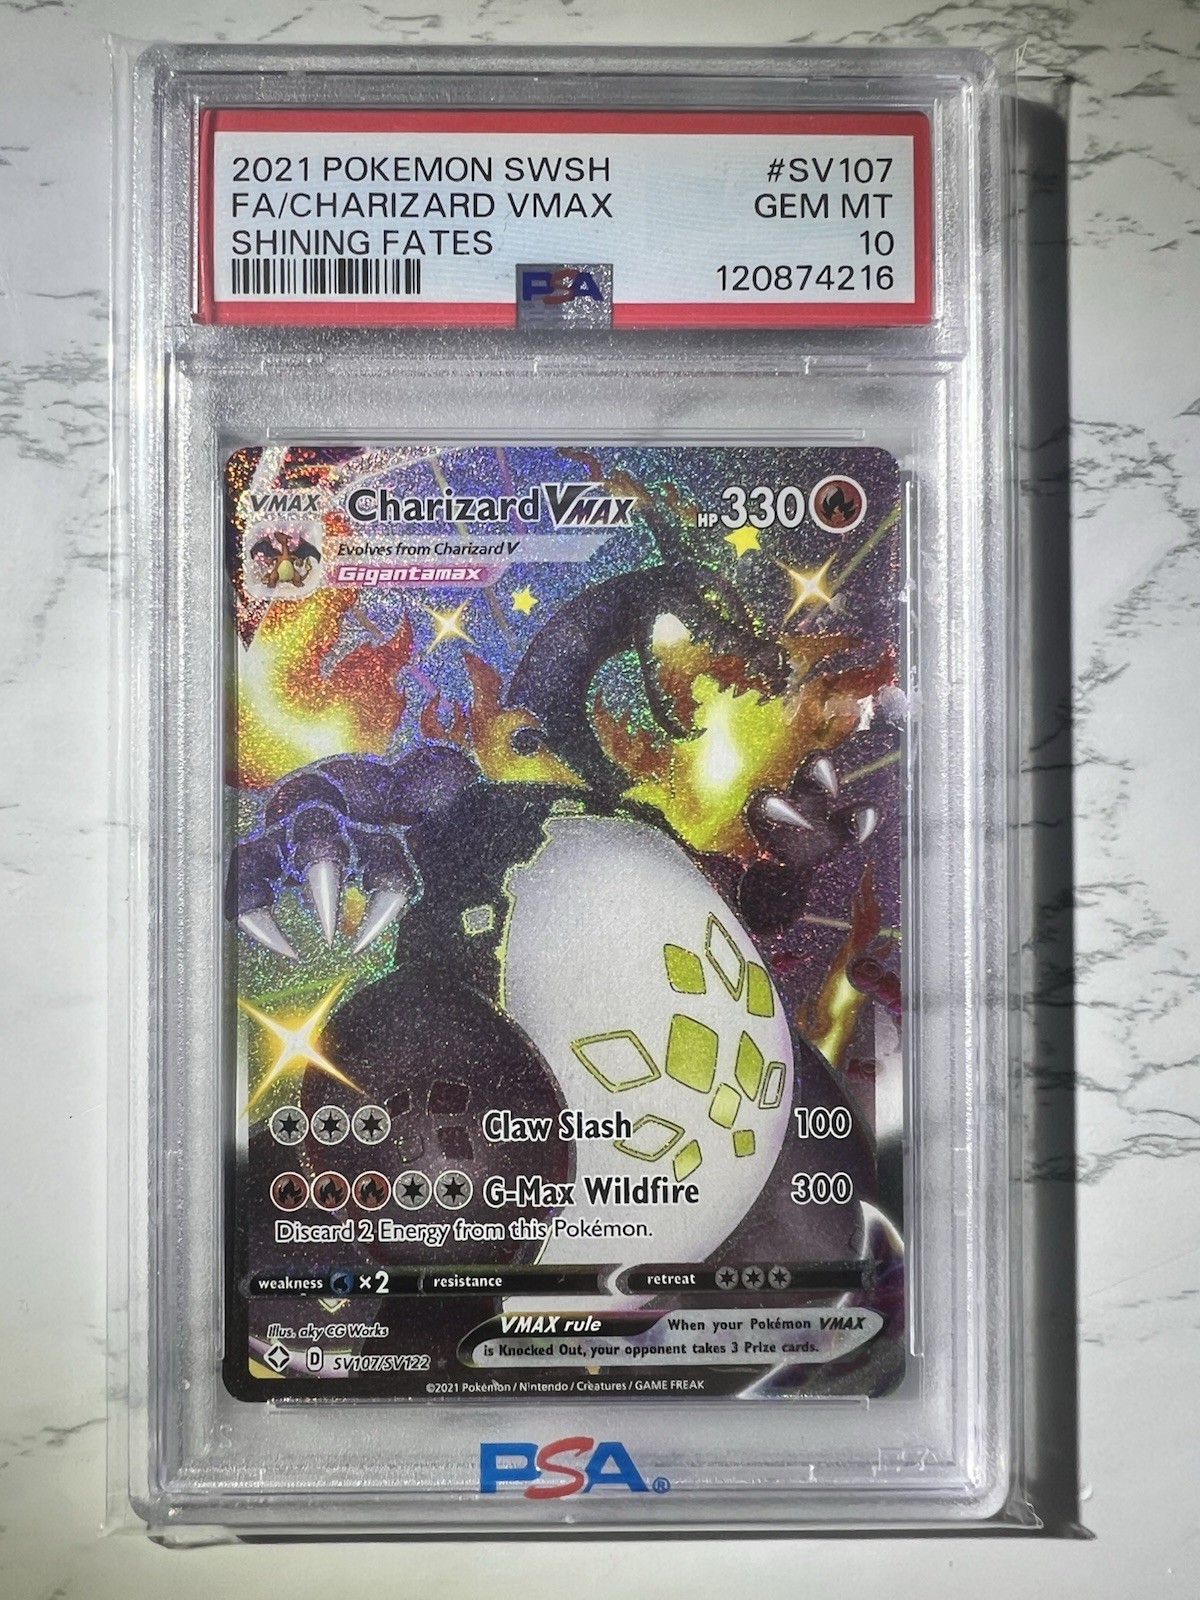 2021 POKEMON SWSH #SV107
FA/CHARIZARD VMAX GEM MT
SHINING FATES 10
PSA 120874216
VMAX Charizard VMAX HP 330
Evolves from Charizard V
Gigantamax
Claw Slash 100
G-Max Wildfire 300
Discard 2 Energy from this Pokémon.
weakness ×2 resistance retreat
VMAX rule When your Pokémon VMAX
is Knocked Out, your opponent takes 3 Prize cards.
Illus. aky CG Works
D SV107/SV122
©2021 Pokémon / Nintendo / Creatures / GAME FREAK
PSA®